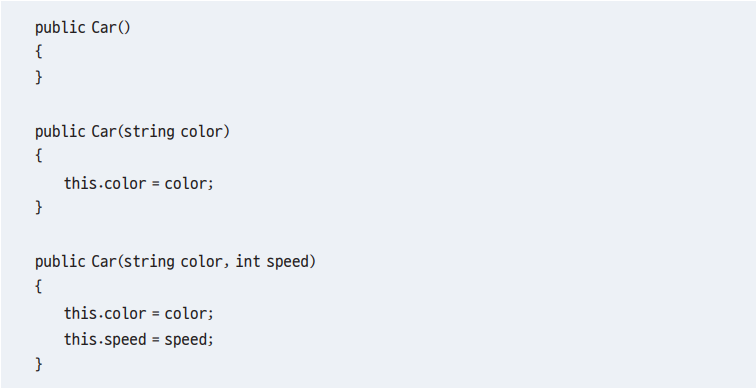 public Car()
{
}
public Car(string color)
{
this.color = color;
}
public Car(string color, int speed)
{
this.color = color;
this.speed = speed;
}